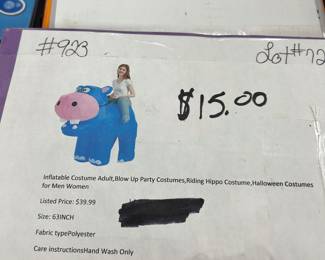 #923
Lot#72
$15.00
Inflatable Costume Adult,Blow Up Party Costumes,Riding Hippo Costume,Halloween Costumes
for Men Women
Listed Price: $39.99
Size: 63INCH
Fabric typePolyester
Care instructionsHand Wash Only